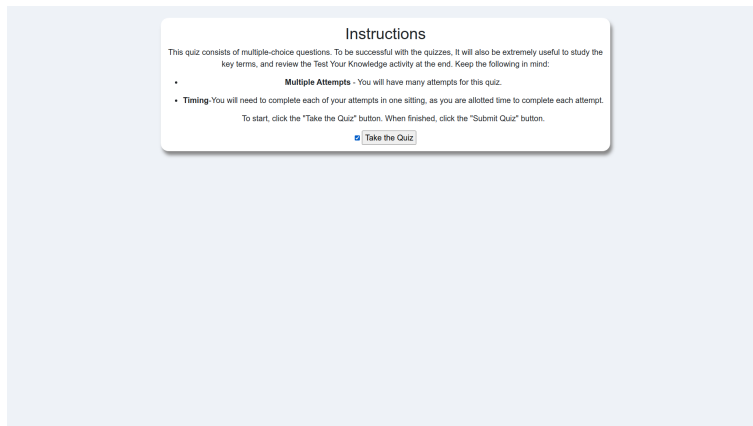 Instructions
This quiz consists of multiple-choice questions. To be successful with the quizzes, It will also be extremely useful to study the
key terms, and review the Test Your Knowledge activity at the end. Keep the following in mind:
• Multiple Attempts - You will have many attempts for this quiz.
• Timing-You will need to complete each of your attempts in one sitting, as you are allotted time to complete each attempt.
To start, click the "Take the Quiz" button. When finished, click the "Submit Quiz" button.
Take the Quiz